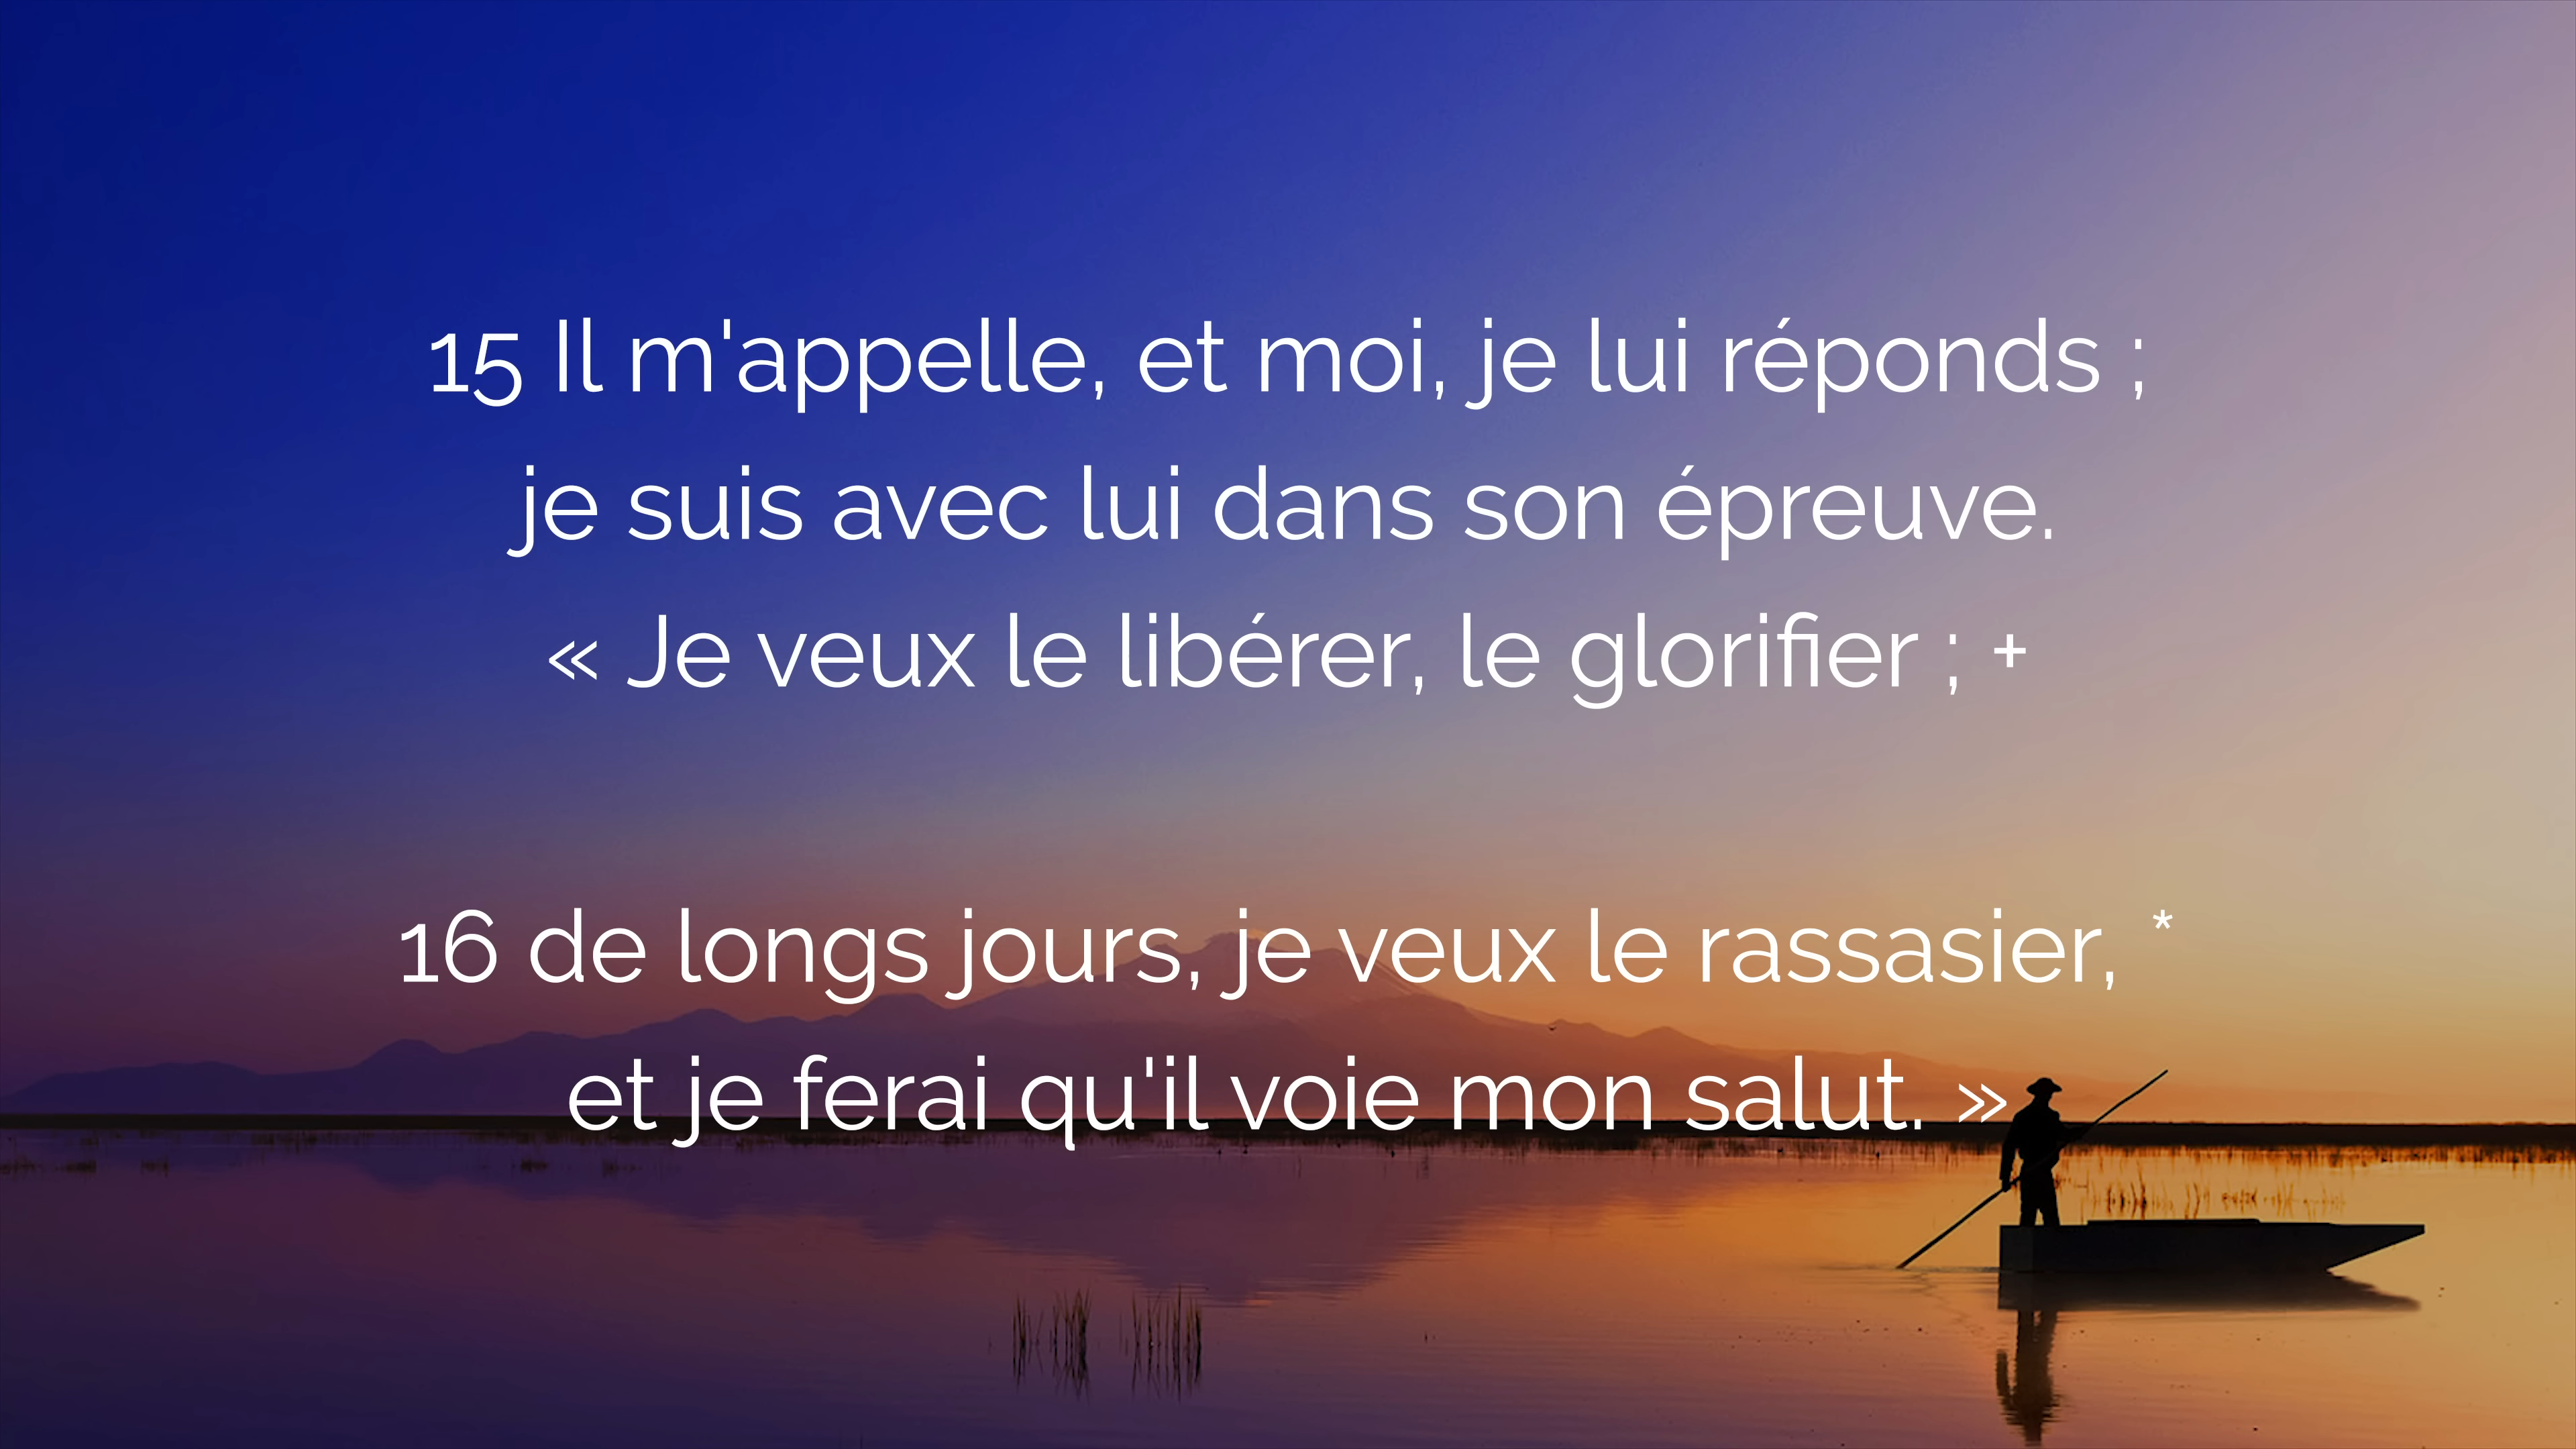 15 Il m'appelle, et moi, je lui réponds ;
je suis avec lui dans son épreuve.
« Je veux le libérer, le glorifier ; +
16 de longs jours, je veux le rassasier, *
et je ferai qu'il voie mon salut. »